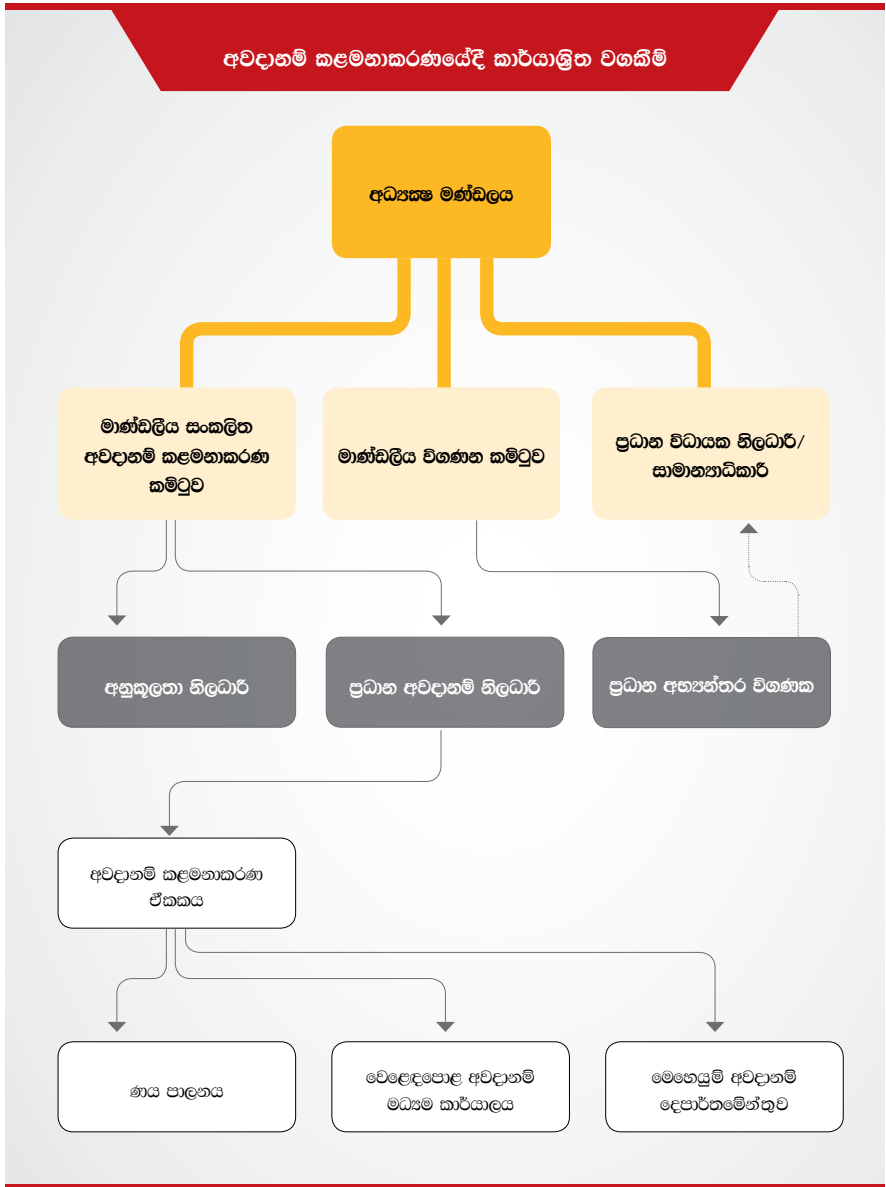 අවදානම් කළමනාකරණයේදී කාර්යාශ්‍රිත වගකීම්
අධ්‍යක්‍ෂ මණ්ඩලය
මාණ්ඩලීය සංකලිත
අවදානම් කළමනාකරණ
කමිටුව
මාණ්ඩලීය විගණන කමිටුව
ප්‍රධාන විධායක නිලධාරී/
සාමාන්‍යාධිකාරී
අනුකූලතා නිලධාරී
ප්‍රධාන අවදානම් නිලධාරී
ප්‍රධාන අභ්‍යන්තර විගණක
අවදානම් කළමනාකරණ
ඒකකය
ණය පාලනය
වෙළෙඳපොළ අවදානම්
මධ්‍යම කාර්යාලය
මෙහෙයුම් අවදානම්
දෙපාර්තමේන්තුව